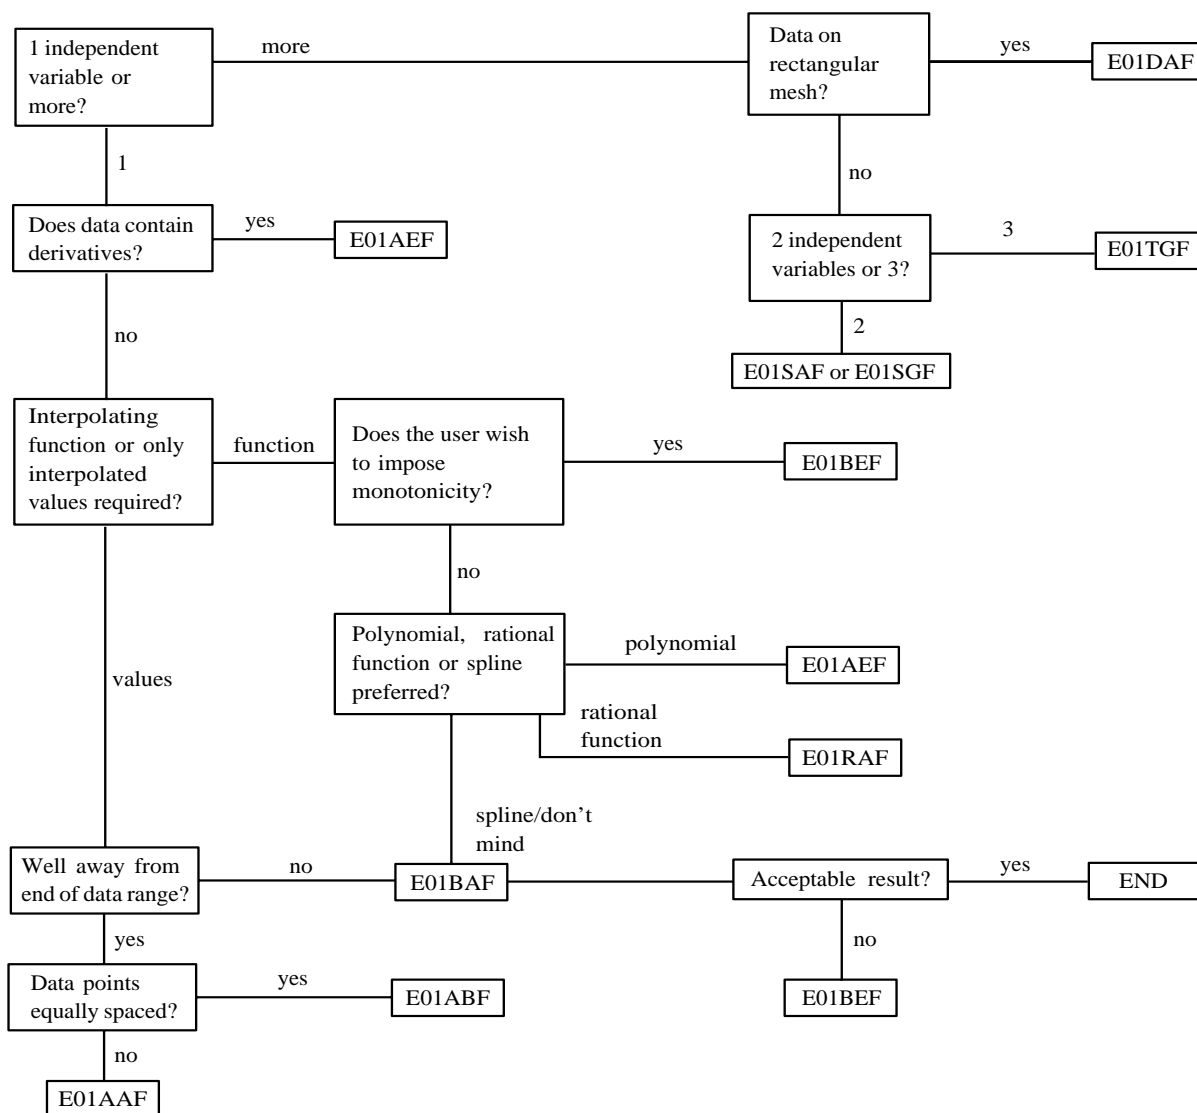 1 independent
variable or
more?
more
Data on
rectangular
mesh?
yes
E01DAF
1
no
Does data contain
derivatives?
yes
E01AEF
2 independent
variables or 3?
3
E01TGF
no
2
E01SAF or E01SGF
Interpolating
function or only
interpolated
values required?
function
Does the user wish
to impose
monotonicity?
yes
E01BEF
no
values
Polynomial, rational
function or spline
preferred?
polynomial
E01AEF
rational
function
E01RAF
spline/don't
mind
Well away from
end of data range?
no
E01BAF
Acceptable result?
yes
END
yes
no
Data points
equally spaced?
yes
E01ABF
E01BEF
no
E01AAF